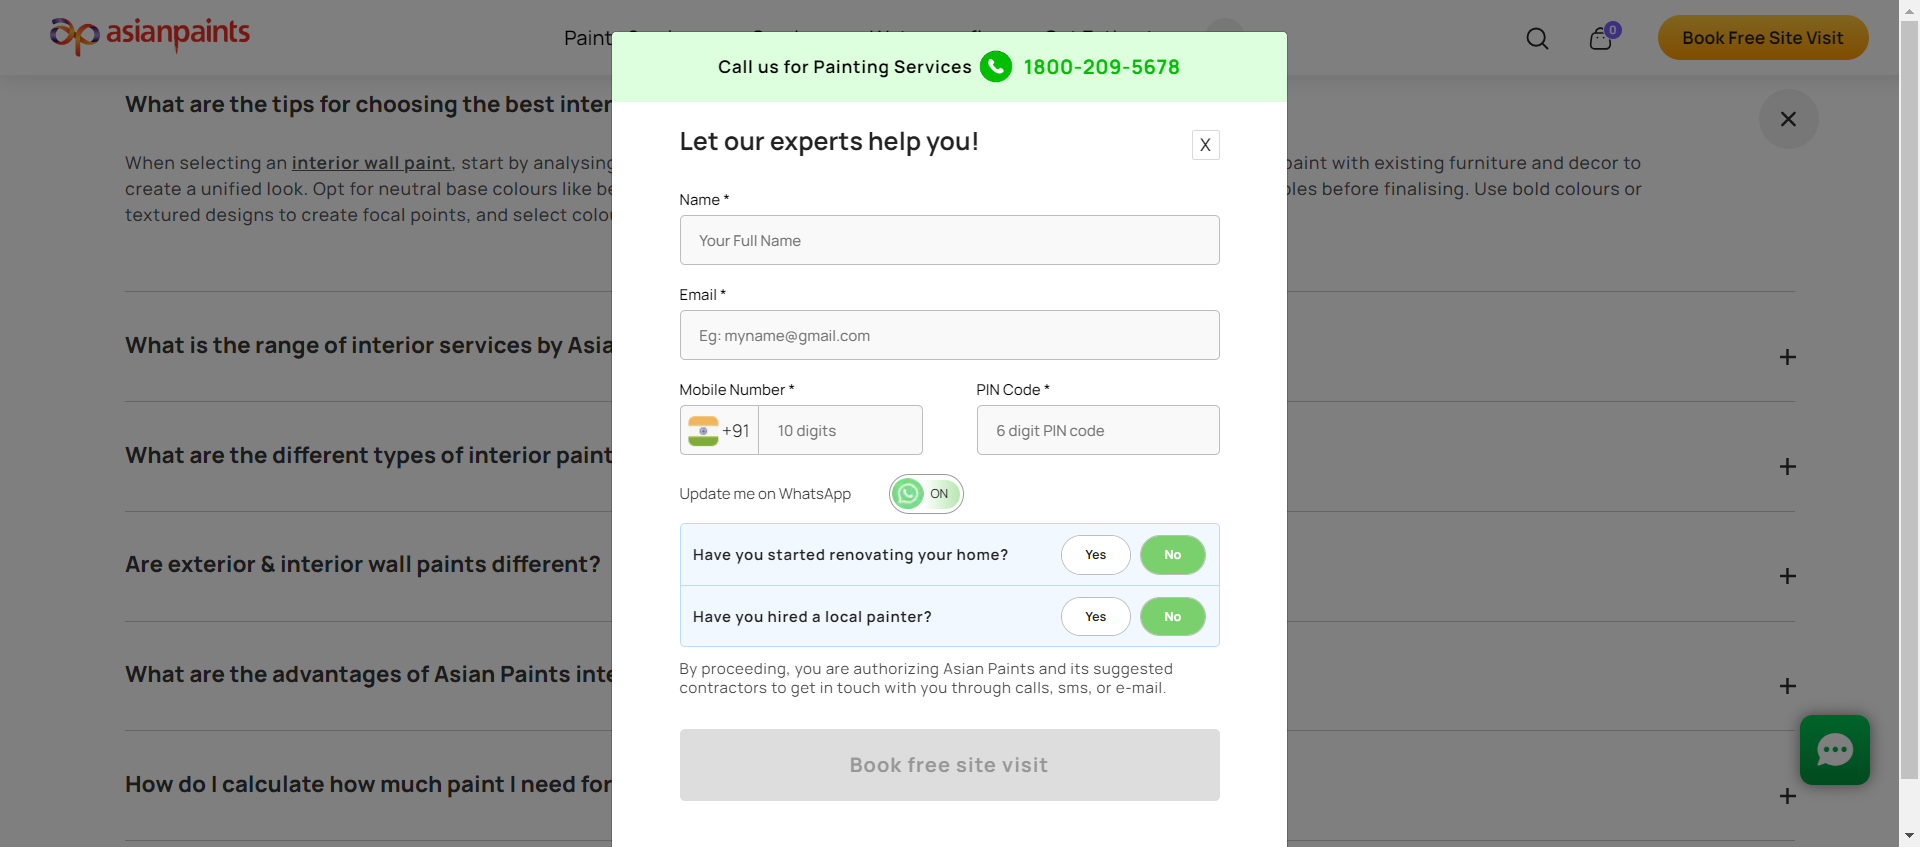 asianpaints
0
Book Free Site Visit
Call us for Painting Services 1800-209-5678
What are the tips for choosing the best inter
Let our experts help you!
X
When selecting an interior wall paint, start by analysing
paint with existing furniture and decor to
create a unified look. Opt for neutral base colours like be
before finalising. Use bold colours or
textured designs to create focal points, and select colou
Name *
Your Full Name
Email *
Eg: myname@gmail.com
What is the range of interior services by Asia
Mobile Number *
PIN Code *
+91
10 digits
6 digit PIN code
What are the different types of interior paint
Update me on WhatsApp
ON
Have you started renovating your home?
Yes
No
Are exterior & interior wall paints different?
Have you hired a local painter?
Yes
No
By proceeding, you are authorizing Asian Paints and its suggested
contractors to get in touch with you through calls, sms, or e-mail.
What are the advantages of Asian Paints inte
Book free site visit
How do I calculate how much paint I need for